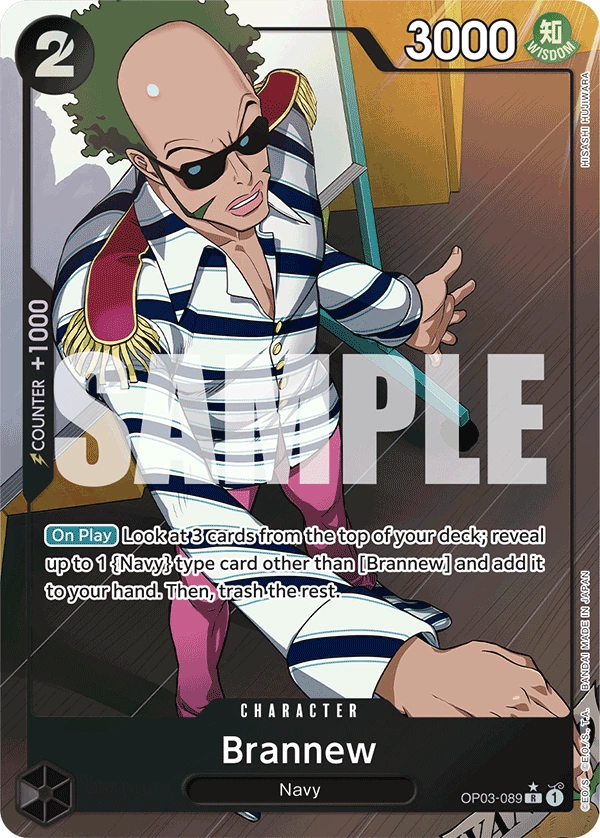 2
3000
知
WISDOM
HISASHI HUJIWARA
COUNTER +1000
SAMPLE
On Play Look at 3 cards from the top of your deck; reveal
up to 1 {Navy} type card other than [Brannew] and add it
to your hand. Then, trash the rest.
BANDAI MADE IN JAPAN
©E.O./S., ©E.O./S., T.A.
CHARACTER
Brannew
Navy
OP03-089 R 1
WAN